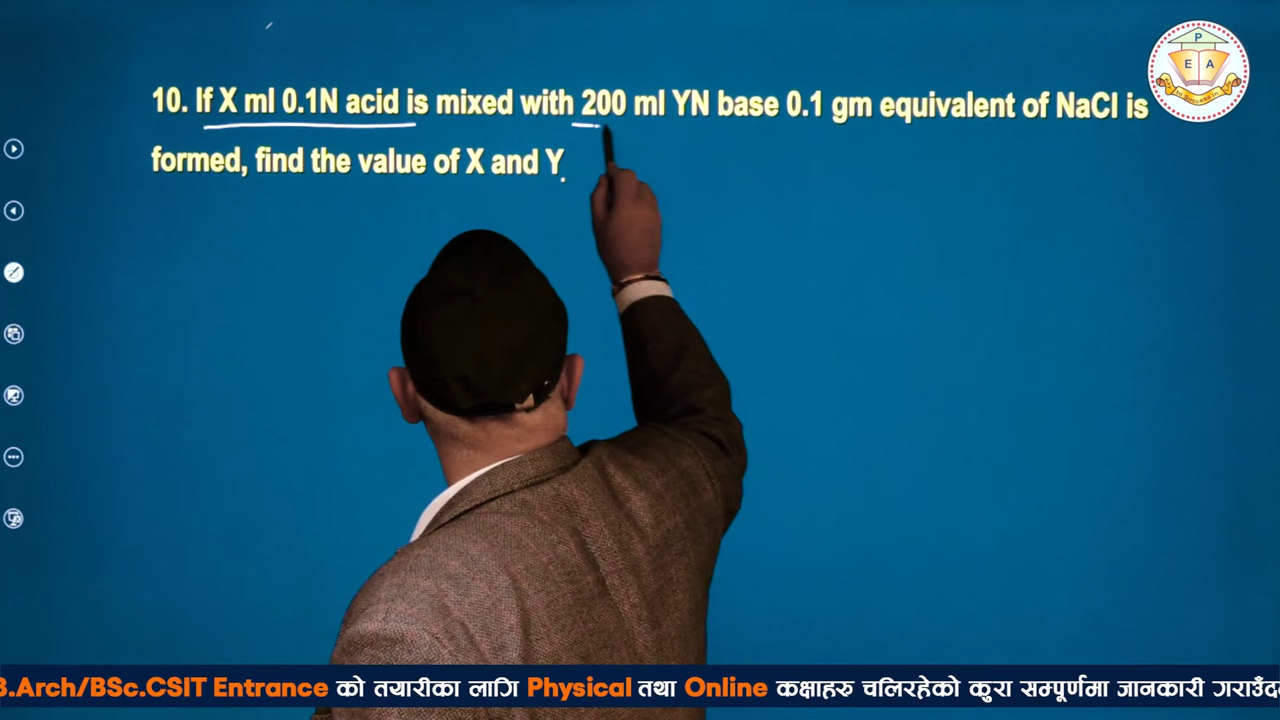 10. If X ml 0.1N acid is mixed with 200 ml YN base 0.1 gm equivalent of NaCl is
formed, find the value of X and Y.
P
E A
B.Arch/BSc.CSIT Entrance को तयारीका लागि Physical तथा Online कक्षाहरु चलिरहेको कुरा सम्पूर्णमा जानकारी गराउँद